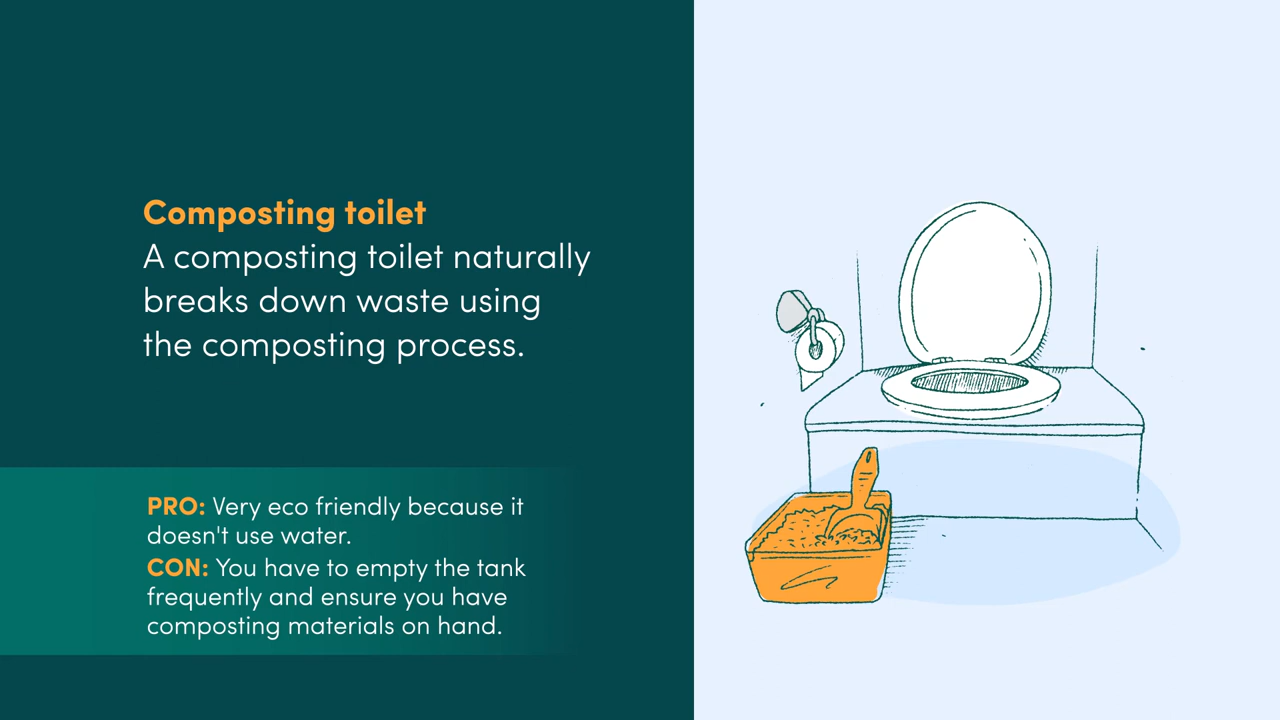 Composting toilet
A composting toilet naturally
breaks down waste using
the composting process.
PRO: Very eco friendly because it
doesn't use water.
CON: You have to empty the tank
frequently and ensure you have
composting materials on hand.